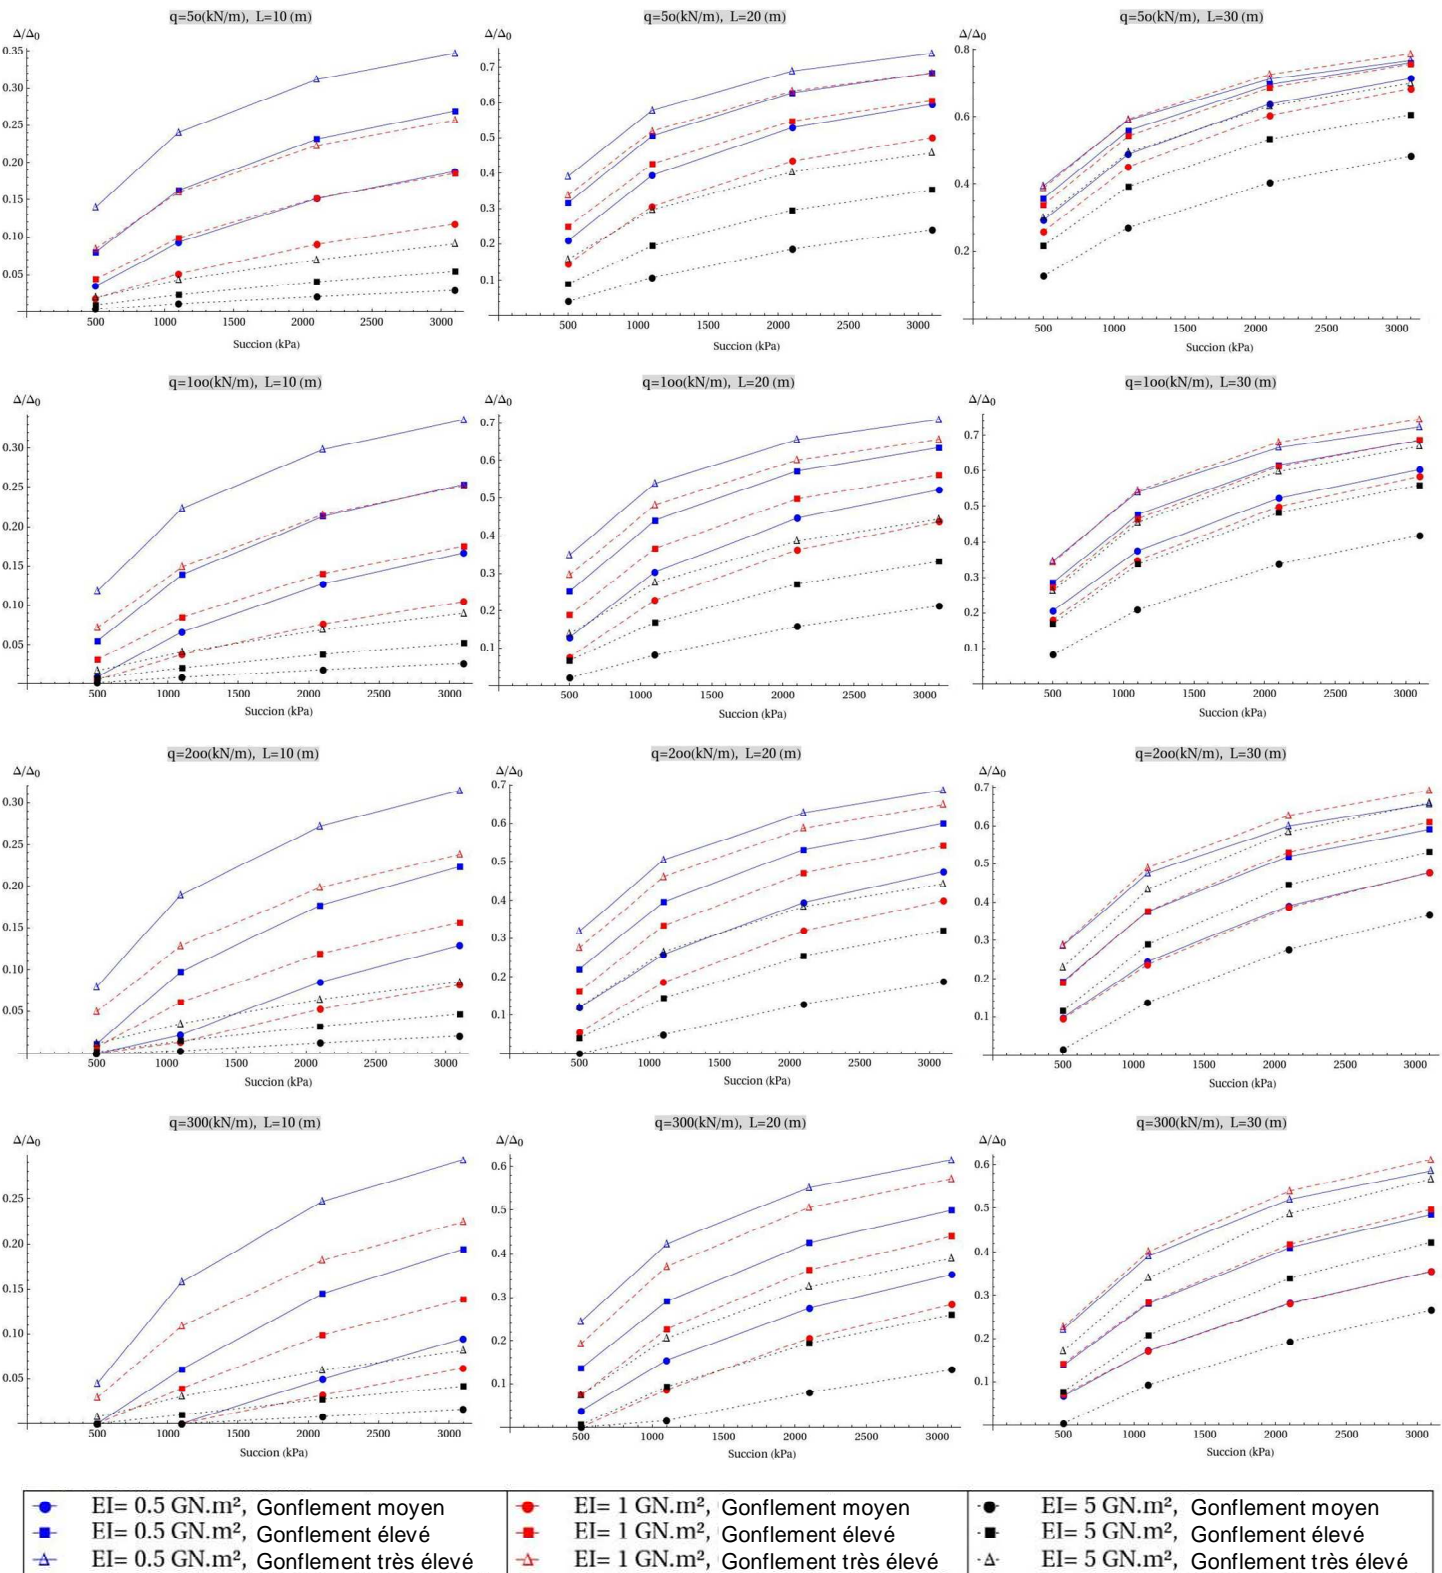 q=50(kN/m), L=10 (m)
Δ/Δ0
0.35
0.30
0.25
0.20
0.15
0.10
0.05
500 1000 1500 2000 2500 3000
Succion (kPa)
q=50(kN/m), L=20 (m)
Δ/Δ0
0.7
0.6
0.5
0.4
0.3
0.2
0.1
500 1000 1500 2000 2500 3000
Succion (kPa)
q=50(kN/m), L=30 (m)
Δ/Δ0
0.8
0.6
0.4
0.2
500 1000 1500 2000 2500 3000
Succion (kPa)
q=100(kN/m), L=10 (m)
Δ/Δ0
0.30
0.25
0.20
0.15
0.10
0.05
500 1000 1500 2000 2500 3000
Succion (kPa)
q=100(kN/m), L=20 (m)
Δ/Δ0
0.7
0.6
0.5
0.4
0.3
0.2
0.1
500 1000 1500 2000 2500 3000
Succion (kPa)
q=100(kN/m), L=30 (m)
Δ/Δ0
0.7
0.6
0.5
0.4
0.3
0.2
0.1
500 1000 1500 2000 2500 3000
Succion (kPa)
q=200(kN/m), L=10 (m)
Δ/Δ0
0.30
0.25
0.20
0.15
0.10
0.05
500 1000 1500 2000 2500 3000
Succion (kPa)
q=200(kN/m), L=20 (m)
Δ/Δ0
0.7
0.6
0.5
0.4
0.3
0.2
0.1
500 1000 1500 2000 2500 3000
Succion (kPa)
q=200(kN/m), L=30 (m)
Δ/Δ0
0.7
0.6
0.5
0.4
0.3
0.2
0.1
500 1000 1500 2000 2500 3000
Succion (kPa)
q=300(kN/m), L=10 (m)
Δ/Δ0
0.25
0.20
0.15
0.10
0.05
500 1000 1500 2000 2500 3000
Succion (kPa)
q=300(kN/m), L=20 (m)
Δ/Δ0
0.6
0.5
0.4
0.3
0.2
0.1
500 1000 1500 2000 2500 3000
Succion (kPa)
q=300(kN/m), L=30 (m)
Δ/Δ0
0.6
0.5
0.4
0.3
0.2
0.1
500 1000 1500 2000 2500 3000
Succion (kPa)
EI= 0.5 GN.m², Gonflement moyen
EI= 0.5 GN.m², Gonflement élevé
EI= 0.5 GN.m², Gonflement très élevé
EI= 1 GN.m², Gonflement moyen
EI= 1 GN.m², Gonflement élevé
EI= 1 GN.m², Gonflement très élevé
EI= 5 GN.m², Gonflement moyen
EI= 5 GN.m², Gonflement élevé
EI= 5 GN.m², Gonflement très élevé